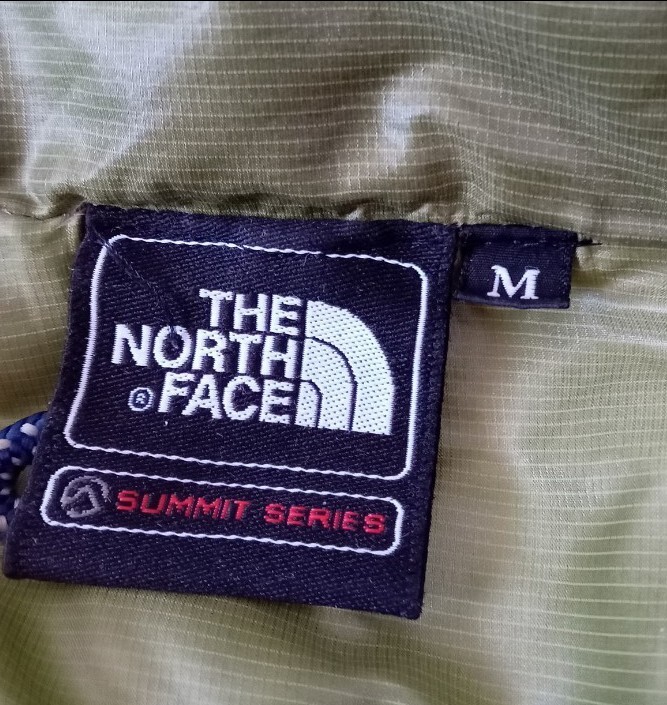 THE
NORTH
® FACE
M
SUMMIT SERIES